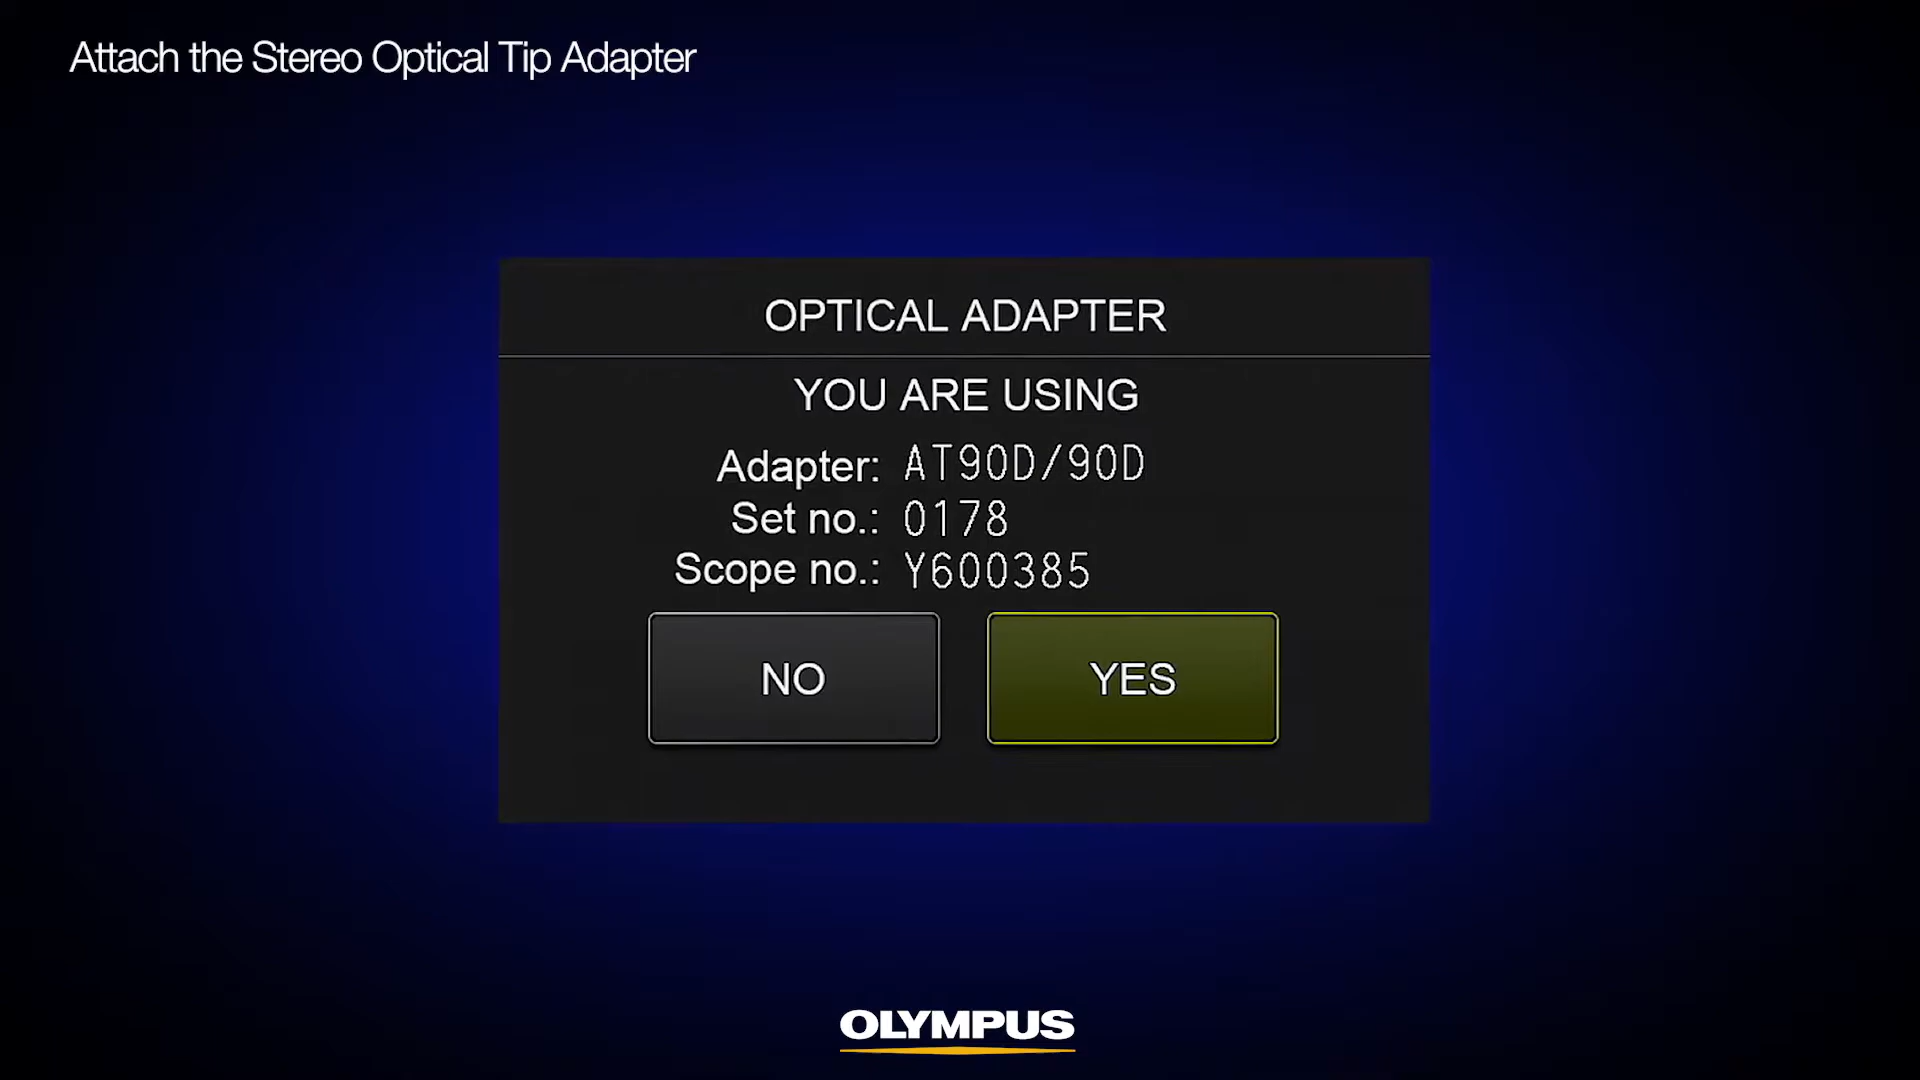 Attach the Stereo Optical Tip Adapter
OPTICAL ADAPTER
YOU ARE USING
Adapter: AT90D/90D
Set no.: 0178
Scope no.: Y600385
NO YES
OLYMPUS